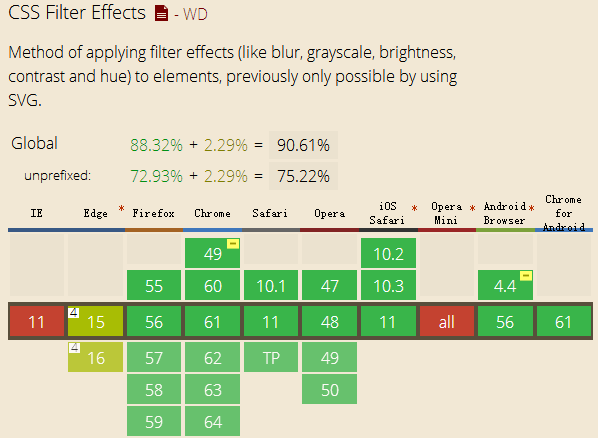 CSS Filter Effects - WD
Method of applying filter effects (like blur, grayscale, brightness,
contrast and hue) to elements, previously only possible by using
SVG.
Global 88.32% + 2.29% = 90.61%
unprefixed: 72.93% + 2.29% = 75.22%
IE Edge * Firefox Chrome Safari Opera iOS Safari * Opera Mini * Android Browser * Chrome for Android
49 - 10.2
55 60 10.1 47 10.3 4.4 -
11 4 15 56 61 11 48 11 all 56 61
4 16 57 62 TP 49
58 63 50
59 64